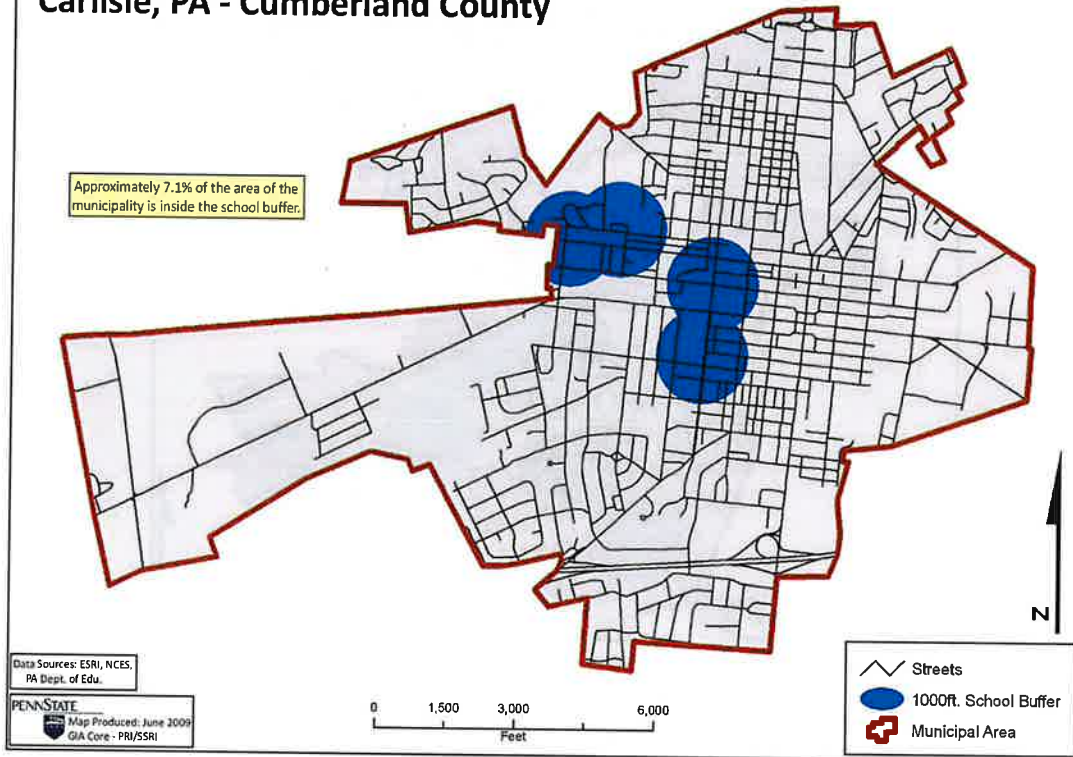 Carlisle, PA - Cumberland County
Approximately 7.1% of the area of the
municipality is inside the school buffer.
N
Data Sources: ESRI, NCES,
PA Dept. of Edu.
PENNSTATE
Map Produced: June 2009
GIA Core - PRI/SSRI
0 1,500 3,000 6,000
Feet
Streets
1000ft. School Buffer
Municipal Area